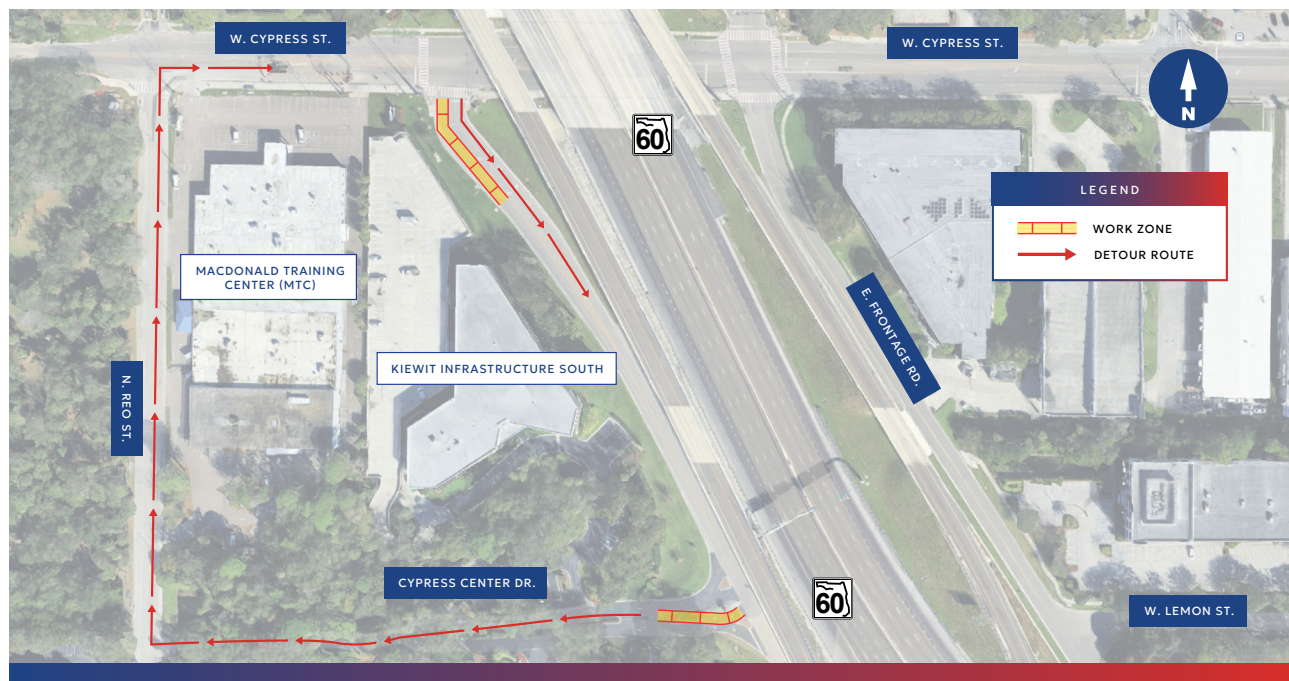 W. CYPRESS ST.
W. CYPRESS ST.
N
60
LEGEND
WORK ZONE
DETOUR ROUTE
MACDONALD TRAINING
CENTER (MTC)
E. FRONTAGE RD.
KIEWIT INFRASTRUCTURE SOUTH
N. REO ST.
CYPRESS CENTER DR.
60
W. LEMON ST.